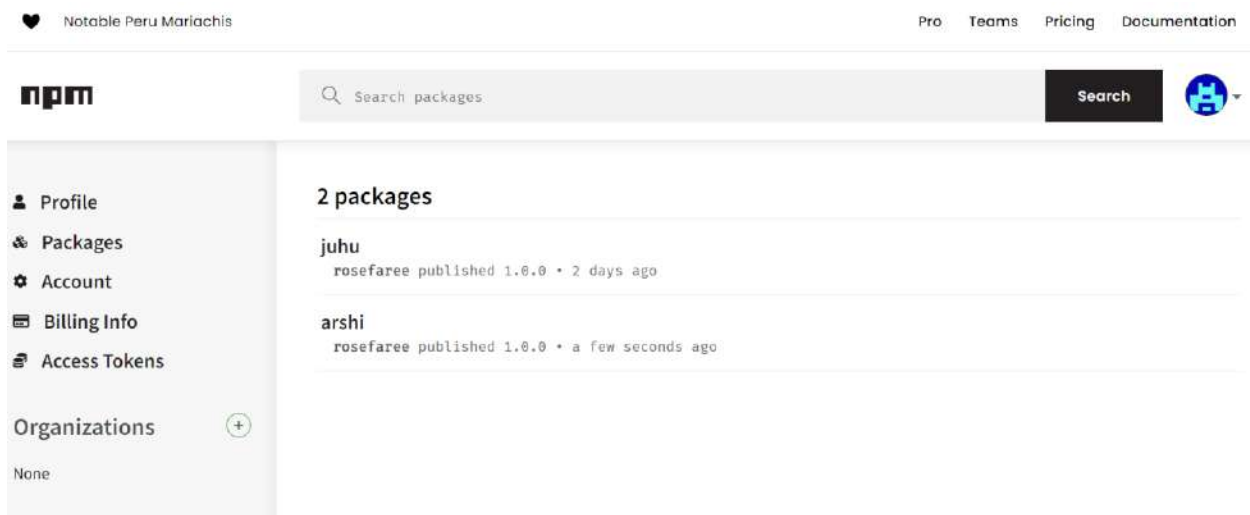 Notable Peru Mariachis
Pro Teams Pricing Documentation
npm
Search packages
Search
Profile
Packages
Account
Billing Info
Access Tokens
Organizations
None
2 packages
juhu
rosefaree published 1.0.0 • 2 days ago
arshi
rosefaree published 1.0.0 • a few seconds ago